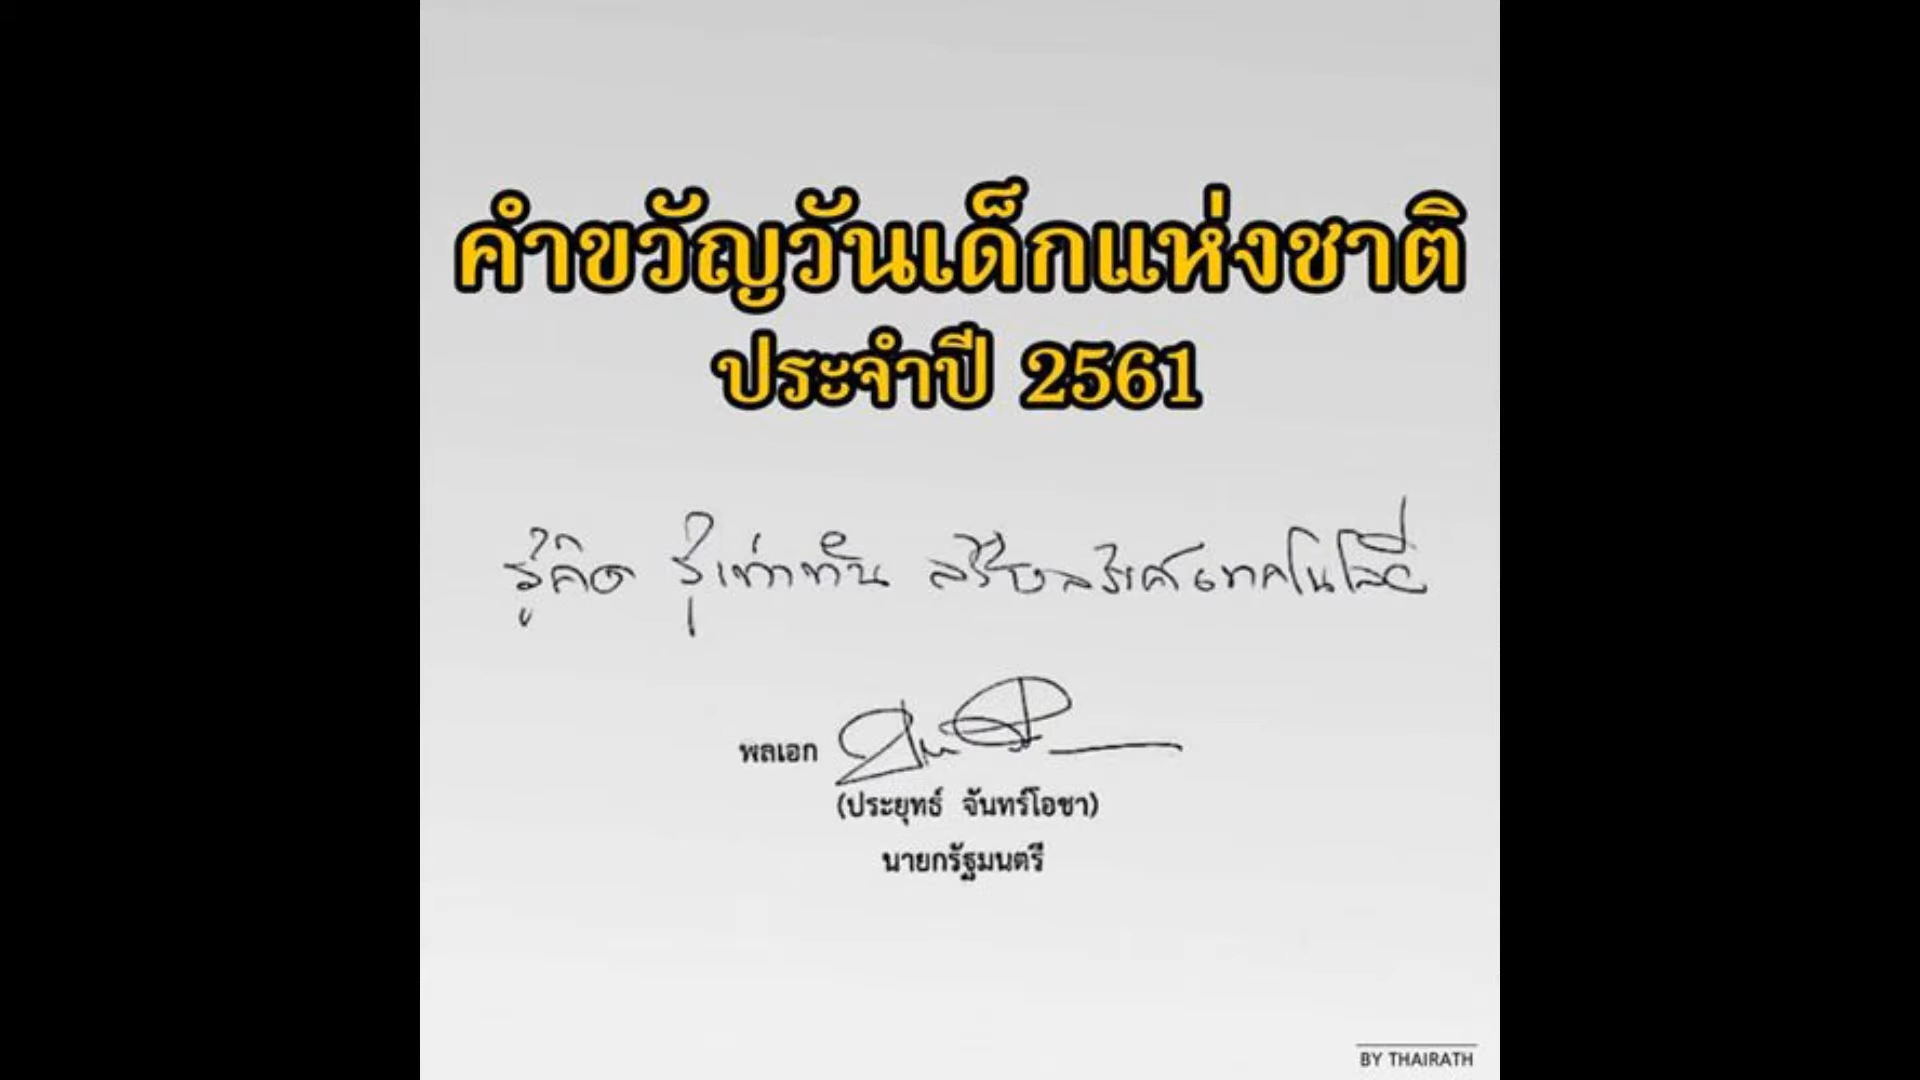 คำขวัญวันเด็กแห่งชาติ
ประจำปี 2561
รู้คิด รู้เท่าทัน สร้างสรรค์เทคโนโลยี
พลเอก
(ประยุทธ์ จันทร์โอชา)
นายกรัฐมนตรี
BY THAIRATH